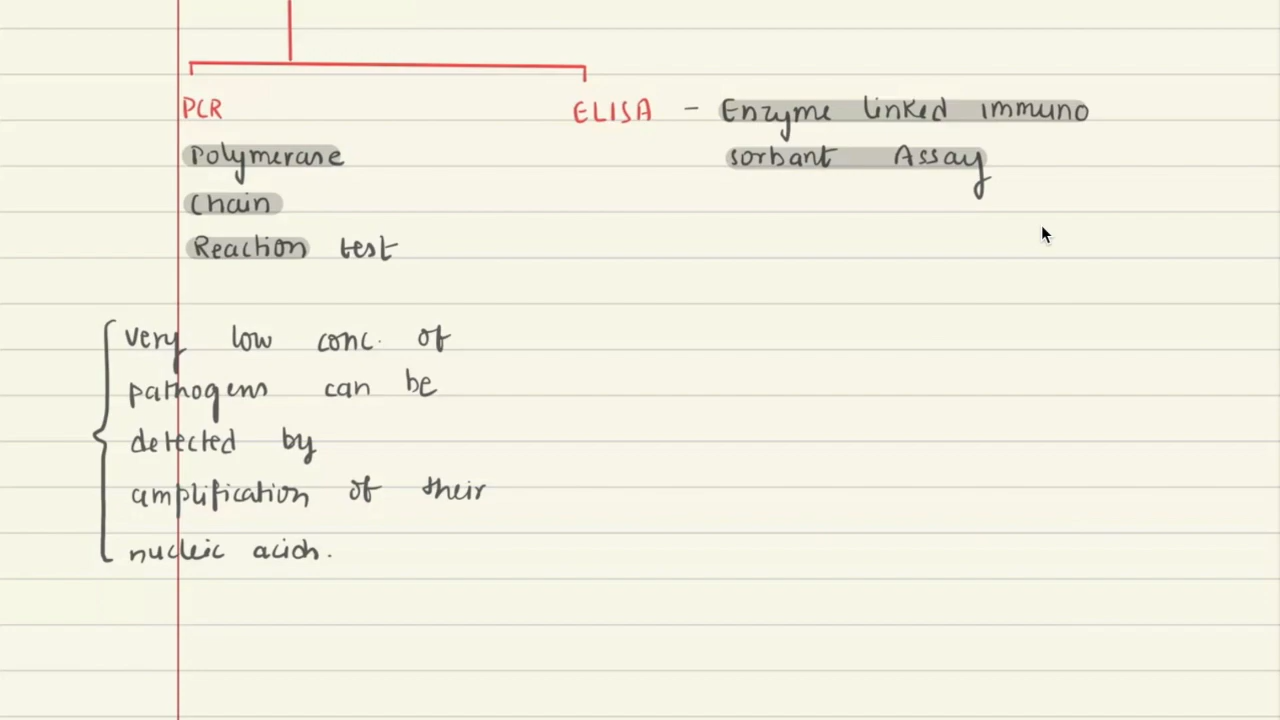 PCR
Polymerase
Chain
Reaction test
ELISA - Enzyme linked immuno
sorbant Assay
very low conc. of
pathogens can be
detected by
amplification of their
nucleic acids.